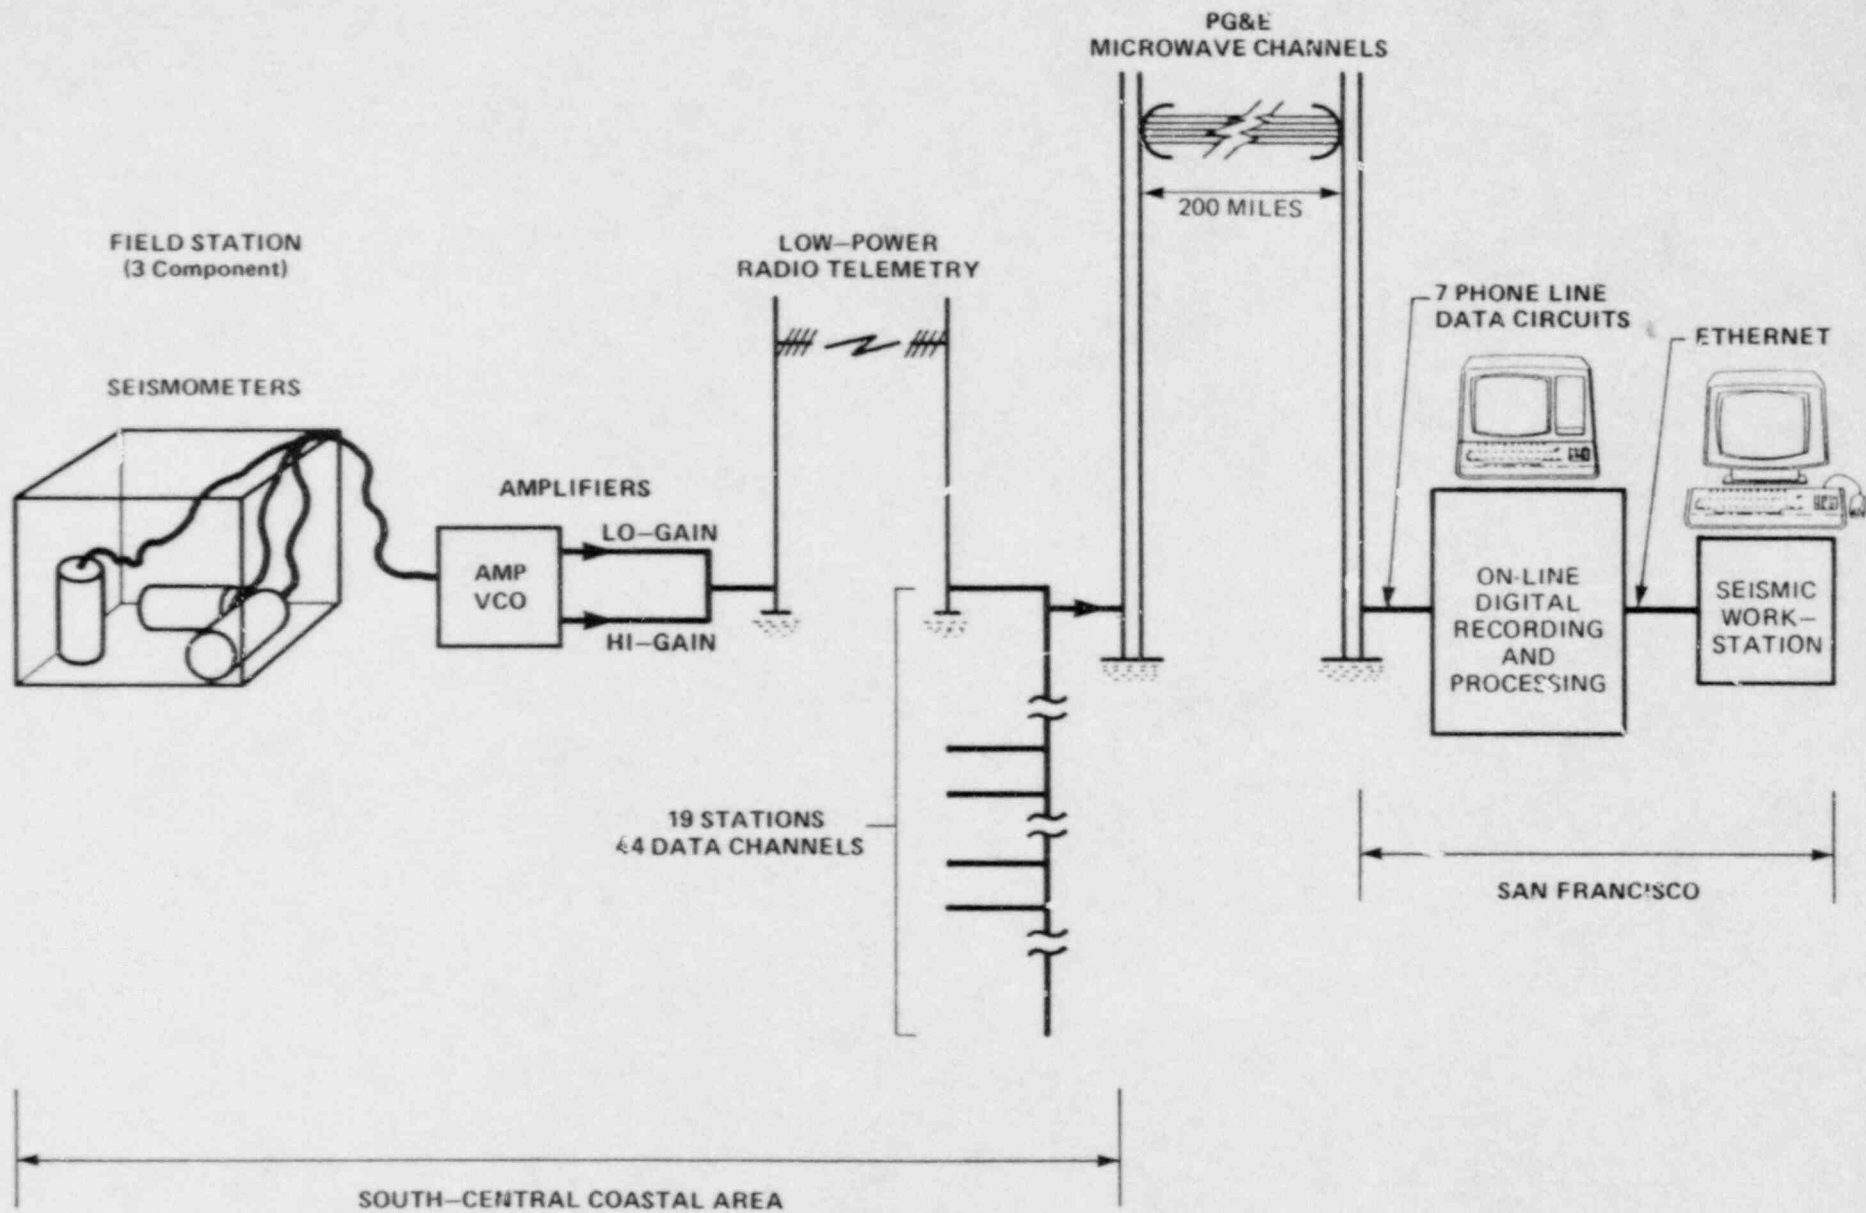 PG&E
MICROWAVE CHANNELS
200 MILES
FIELD STATION
(3 Component)
LOW–POWER
RADIO TELEMETRY
7 PHONE LINE
DATA CIRCUITS
ETHERNET
SEISMOMETERS
AMPLIFIERS
LO–GAIN
AMP
VCO
HI–GAIN
ON-LINE
DIGITAL
RECORDING
AND
PROCESSING
SEISMIC
WORK–
STATION
19 STATIONS
DATA CHANNELS
SAN FRANCISCO
SOUTH–CENTRAL COASTAL AREA